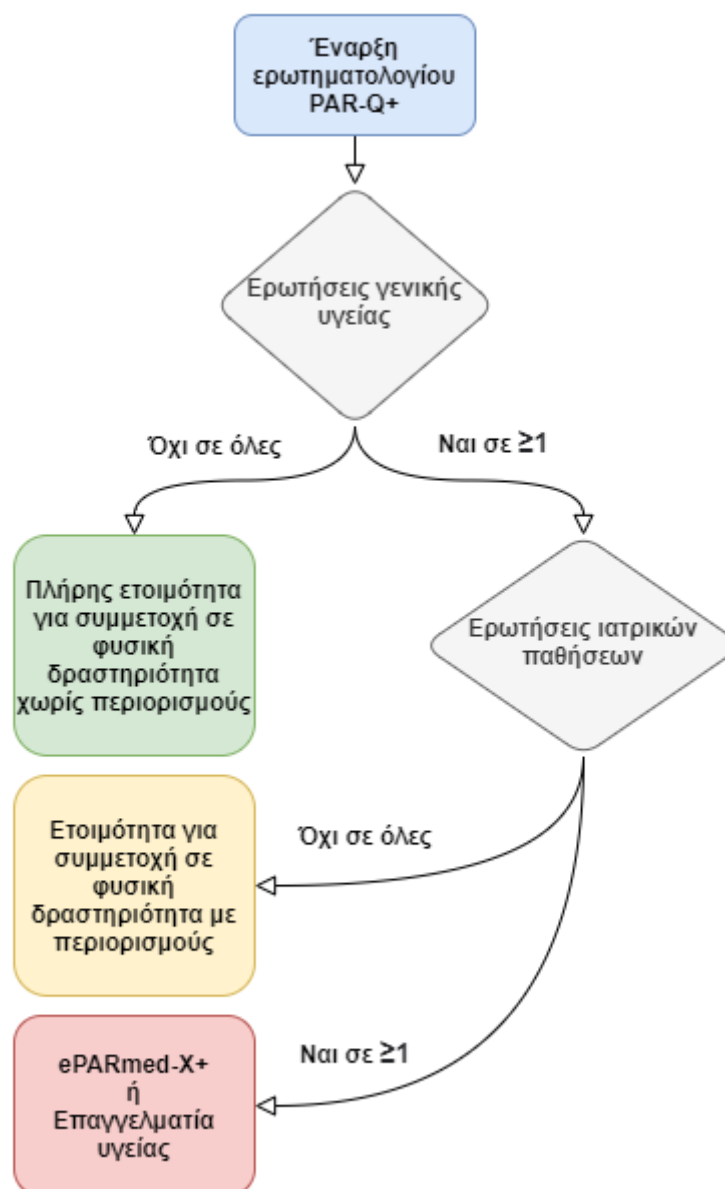 Έναρξη
ερωτηματολογίου
PAR-Q+
Ερωτήσεις γενικής
υγείας
Όχι σε όλες
Ναι σε ≥1
Πλήρης ετοιμότητα
για συμμετοχή σε
φυσική
δραστηριότητα
χωρίς περιορισμούς
Ερωτήσεις ιατρικών
παθήσεων
Όχι σε όλες
Ετοιμότητα για
συμμετοχή σε
φυσική
δραστηριότητα με
περιορισμούς
Ναι σε ≥1
ePARmed-X+
ή
Επαγγελματία
υγείας